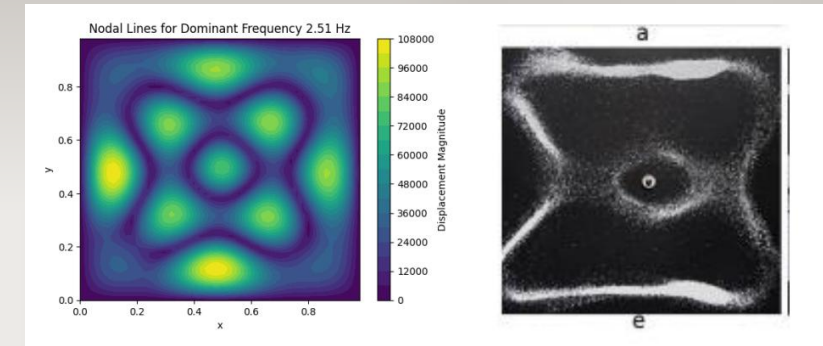 Nodal Lines for Dominant Frequency 2.51 Hz
108000
96000
84000
72000
60000
48000
36000
24000
12000
0
Displacement Magnitude
0.8
0.6
0.4
0.2
0.0
y
0.0 0.2 0.4 0.6 0.8
x
a
e